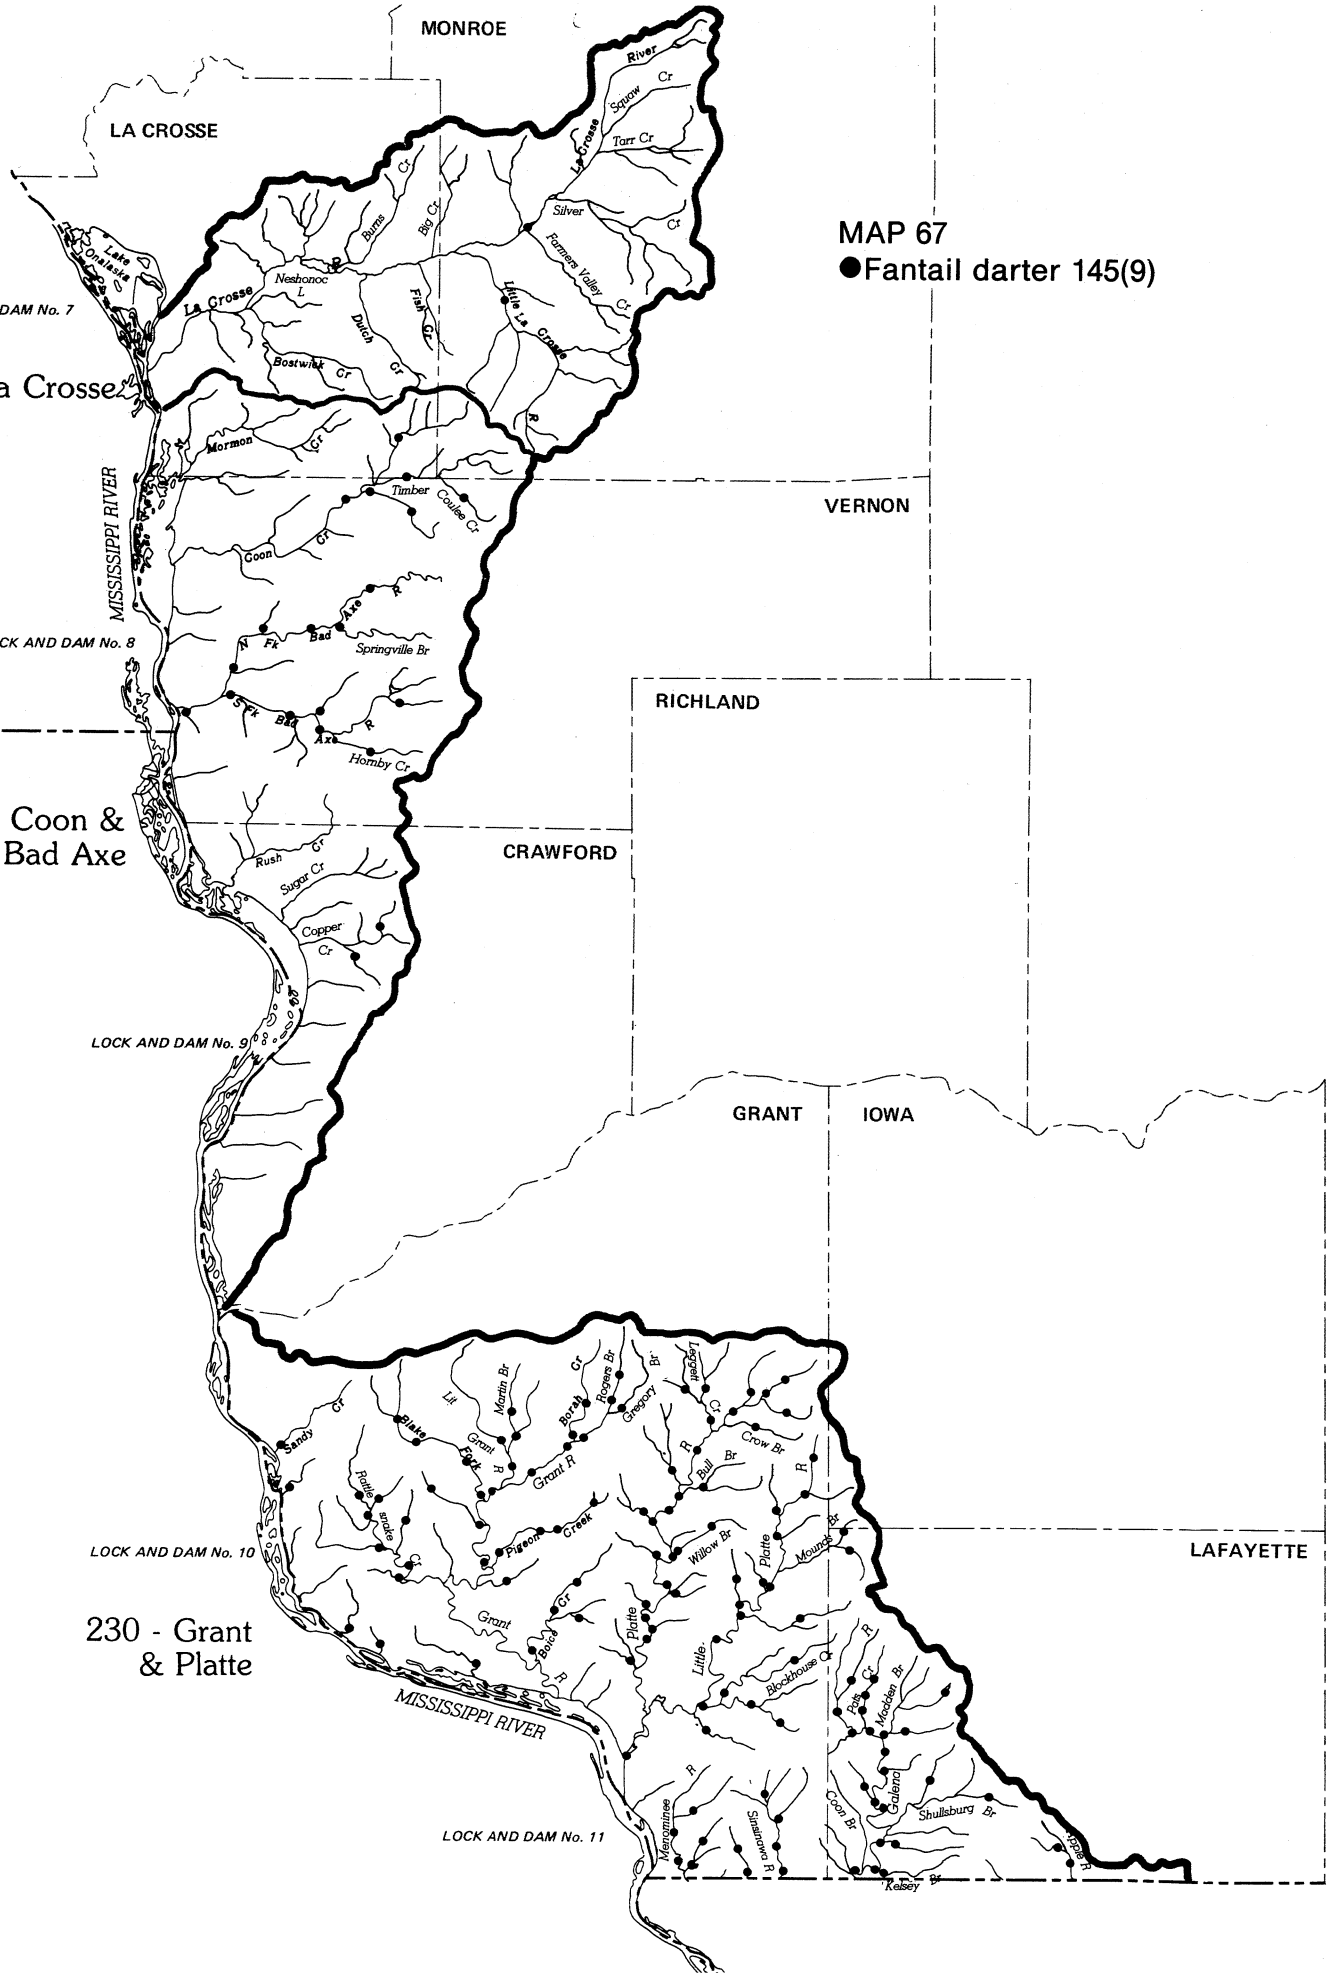 MONROE
LA CROSSE
River
Squaw Cr
Tarr Cr
La Crosse
Silver Cr
Burns Cr
Big Cr
Farmers Valley Cr
Lake
Onalaska
MAP 67
●Fantail darter 145(9)
Neshonoc
L
R
La Crosse
DAM No. 7
Dutch Cr
Fish Cr
Little La Crosse
R
Bostwick Cr
a Crosse
Mormon Cr
MISSISSIPPI RIVER
Timber
Coulee Cr
VERNON
Coon Cr
N Fk Bad Axe R
Springville Br
CK AND DAM No. 8
S Fk Bad Axe R
Hornby Cr
RICHLAND
Coon &
Bad Axe
CRAWFORD
Rush Cr
Sugar Cr
Copper
Cr
LOCK AND DAM No. 9
GRANT
IOWA
Sandy Cr
Blake Fork
Lit Grant R
Martin Br
Borah Cr
Rogers Br
Gregory Br
Leggett Cr
Crow Br
Grant R
R
Bull Br
R
Rattle snake Cr
Pigeon Creek
Willow Br
Platte
Mounds Br
LOCK AND DAM No. 10
LAFAYETTE
230 - Grant
& Platte
Grant
R
Boice Cr
Platte
Little
Blockhouse Cr
R
Pats Cr
Madden Br
MISSISSIPPI RIVER
Menominee R
Sinsinawa R
Coon Br
Galena
Shullsburg Br
LOCK AND DAM No. 11
Apple R
Kelsey Br